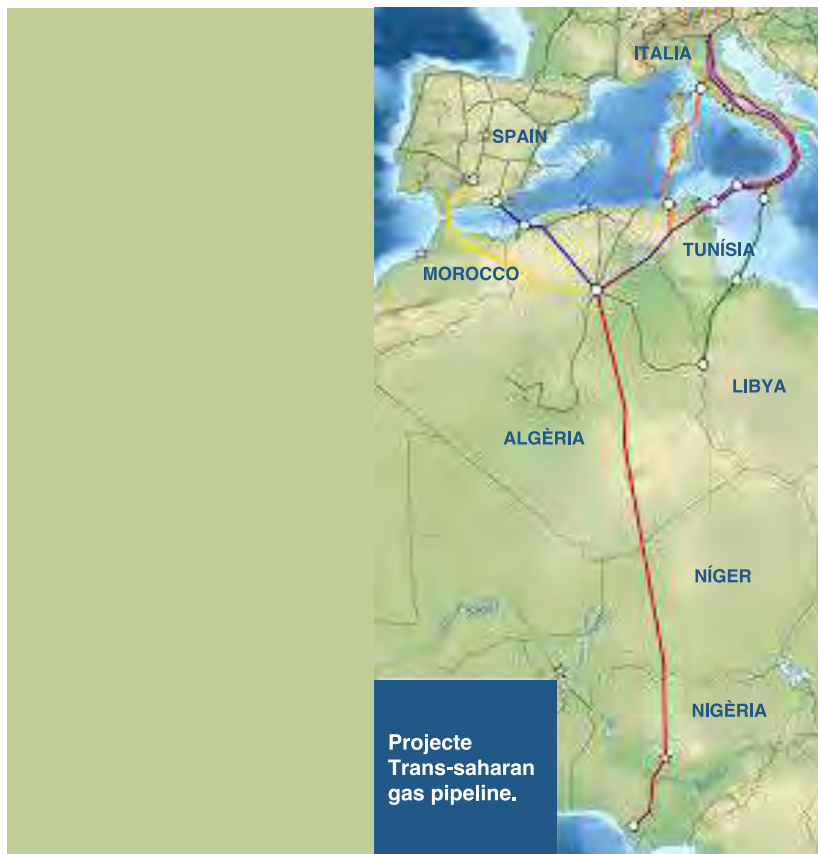 ITALIA
SPAIN
TUNÍSIA
MOROCCO
LIBYA
ALGÈRIA
NÍGER
NIGÈRIA
Projecte
Trans-saharan
gas pipeline.